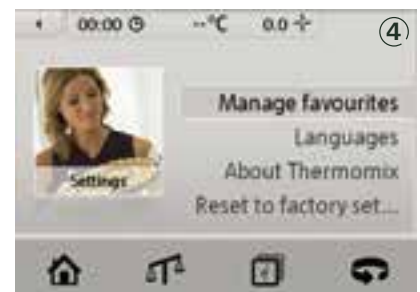 00:00 --°C 0.0 ④
Manage favourites
Languages
Settings
About Thermomix
Reset to factory set....